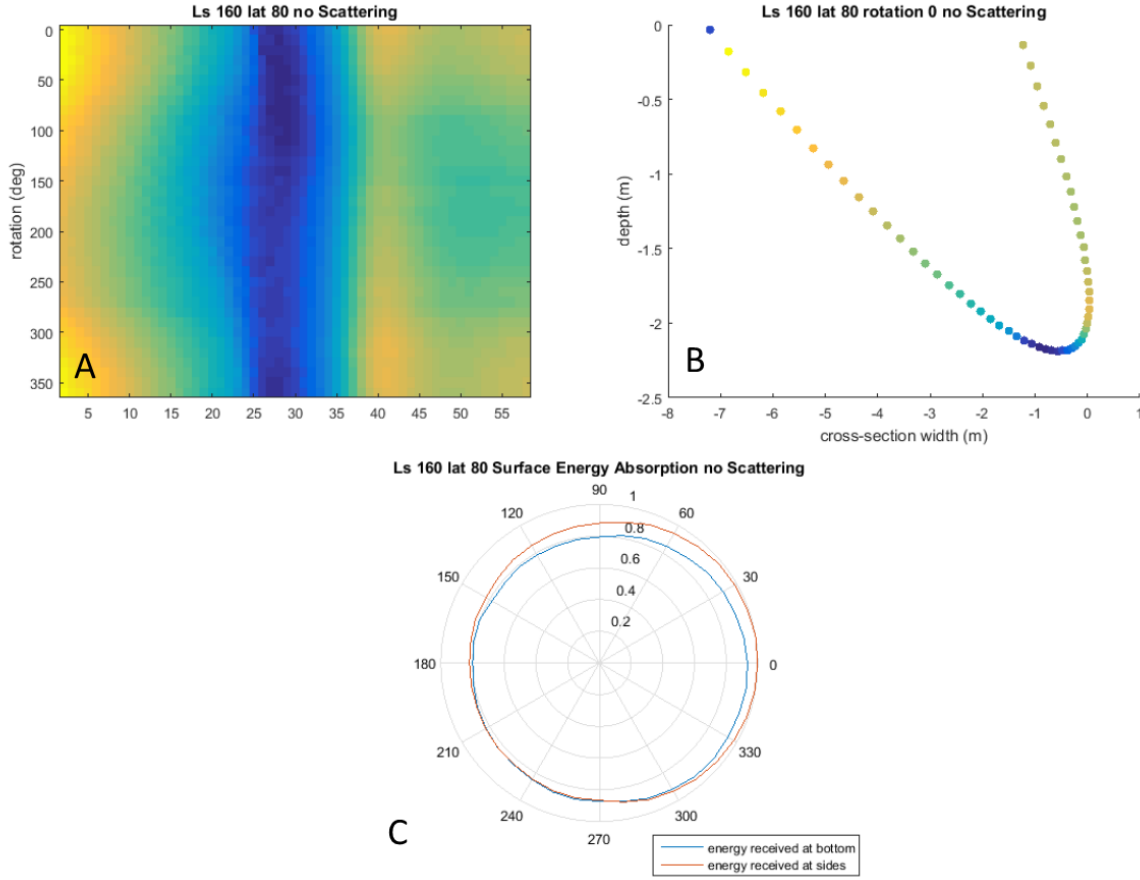 Ls 160 lat 80 no Scattering
0
50
100
150
200
250
300
350
rotation (deg)
A
5 10 15 20 25 30 35 40 45 50 55
Ls 160 lat 80 rotation 0 no Scattering
0
-0.5
-1
-1.5
-2
-2.5
depth (m)
B
-8 -7 -6 -5 -4 -3 -2 -1 0 1
cross-section width (m)
Ls 160 lat 80 Surface Energy Absorption no Scattering
90
120 1 60
0.8
0.6
150 30
0.4
0.2
180 0
210 330
240 300
270
C
energy received at bottom
energy received at sides